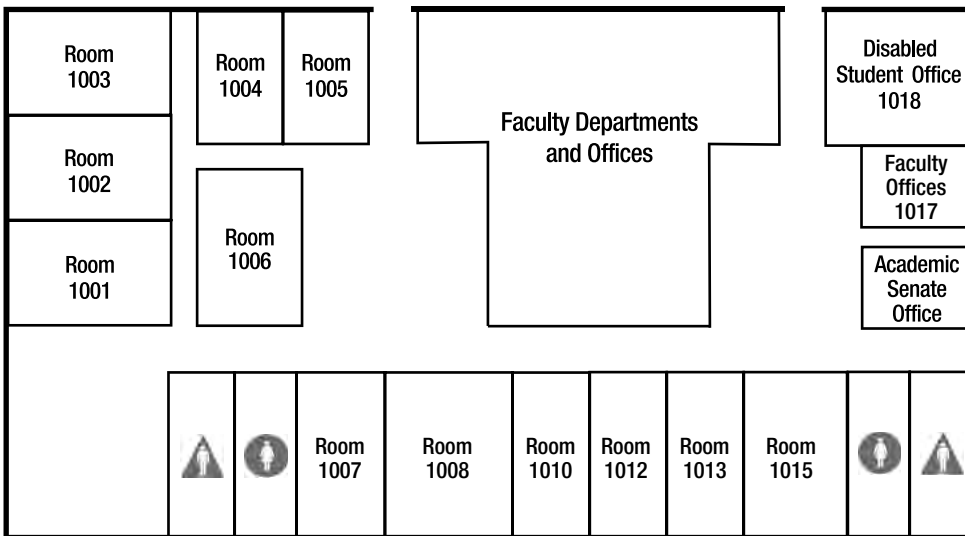 Room
1003
Room
1004
Room
1005
Faculty Departments
and Offices
Disabled
Student Office
1018
Room
1002
Faculty
Offices
1017
Room
1001
Room
1006
Academic
Senate
Office
Room
1007
Room
1008
Room
1010
Room
1012
Room
1013
Room
1015